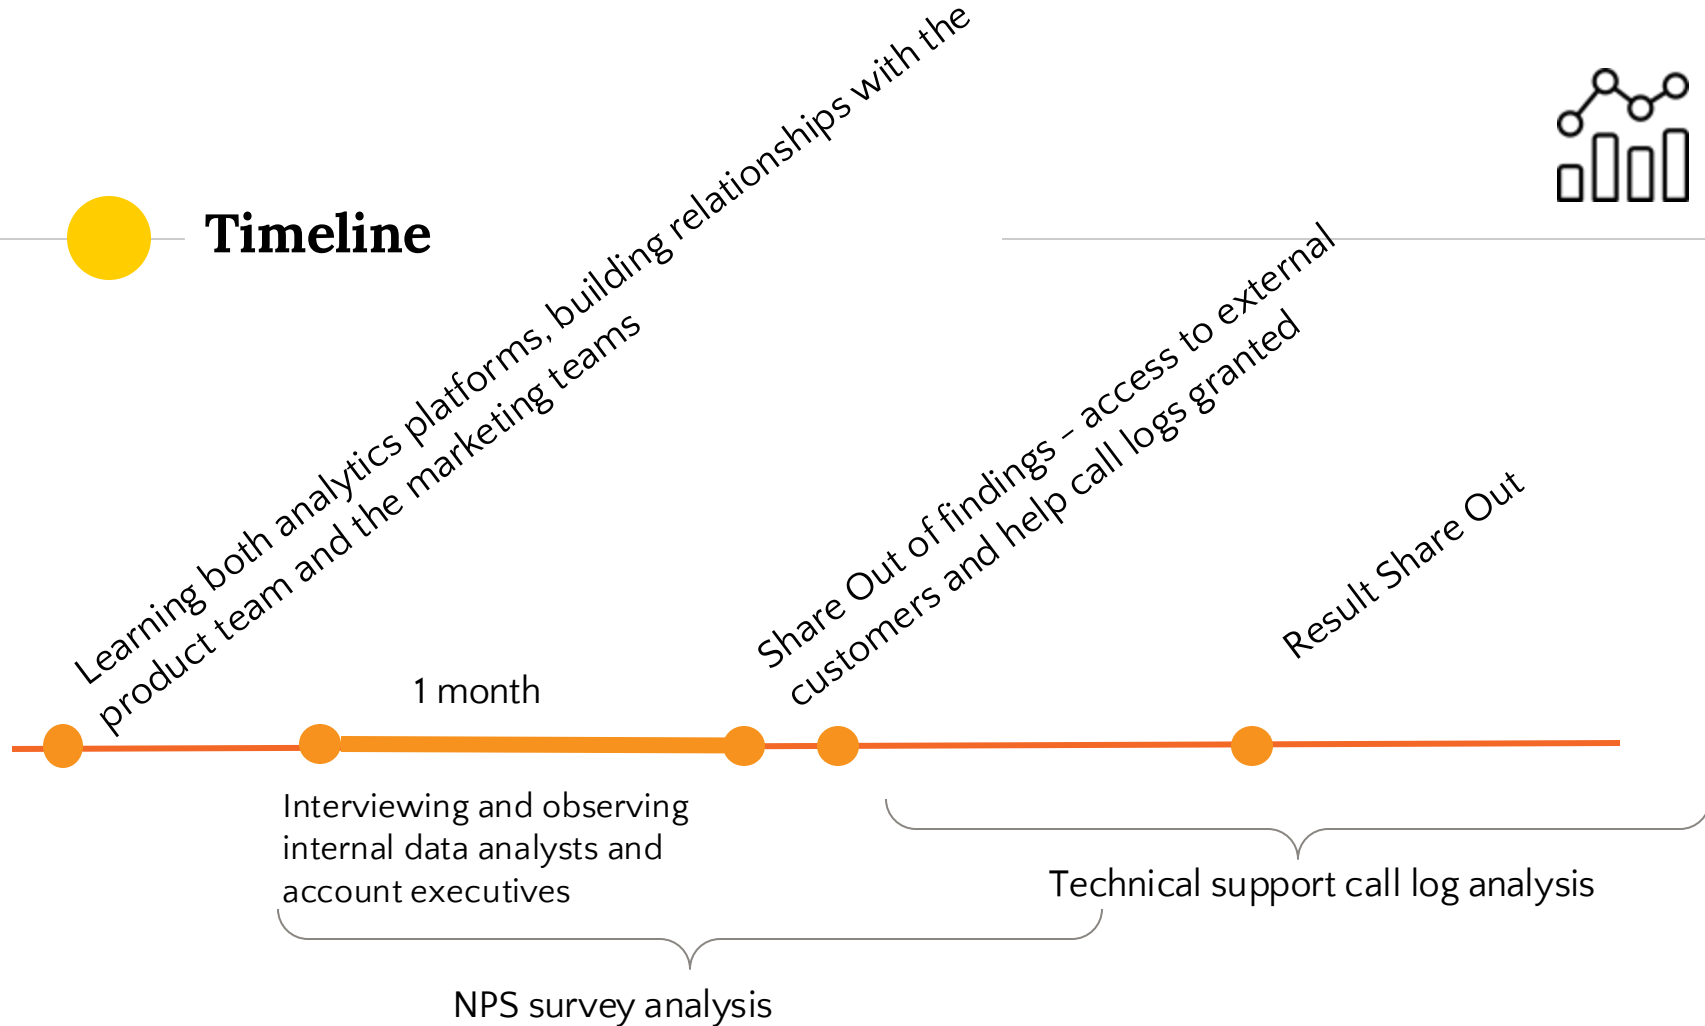 Timeline
Learning both analytics platforms, building relationships with the
product team and the marketing teams
1 month
Share Out of findings – access to external
customers and help call logs granted
Result Share Out
Interviewing and observing
internal data analysts and
account executives
Technical support call log analysis
NPS survey analysis